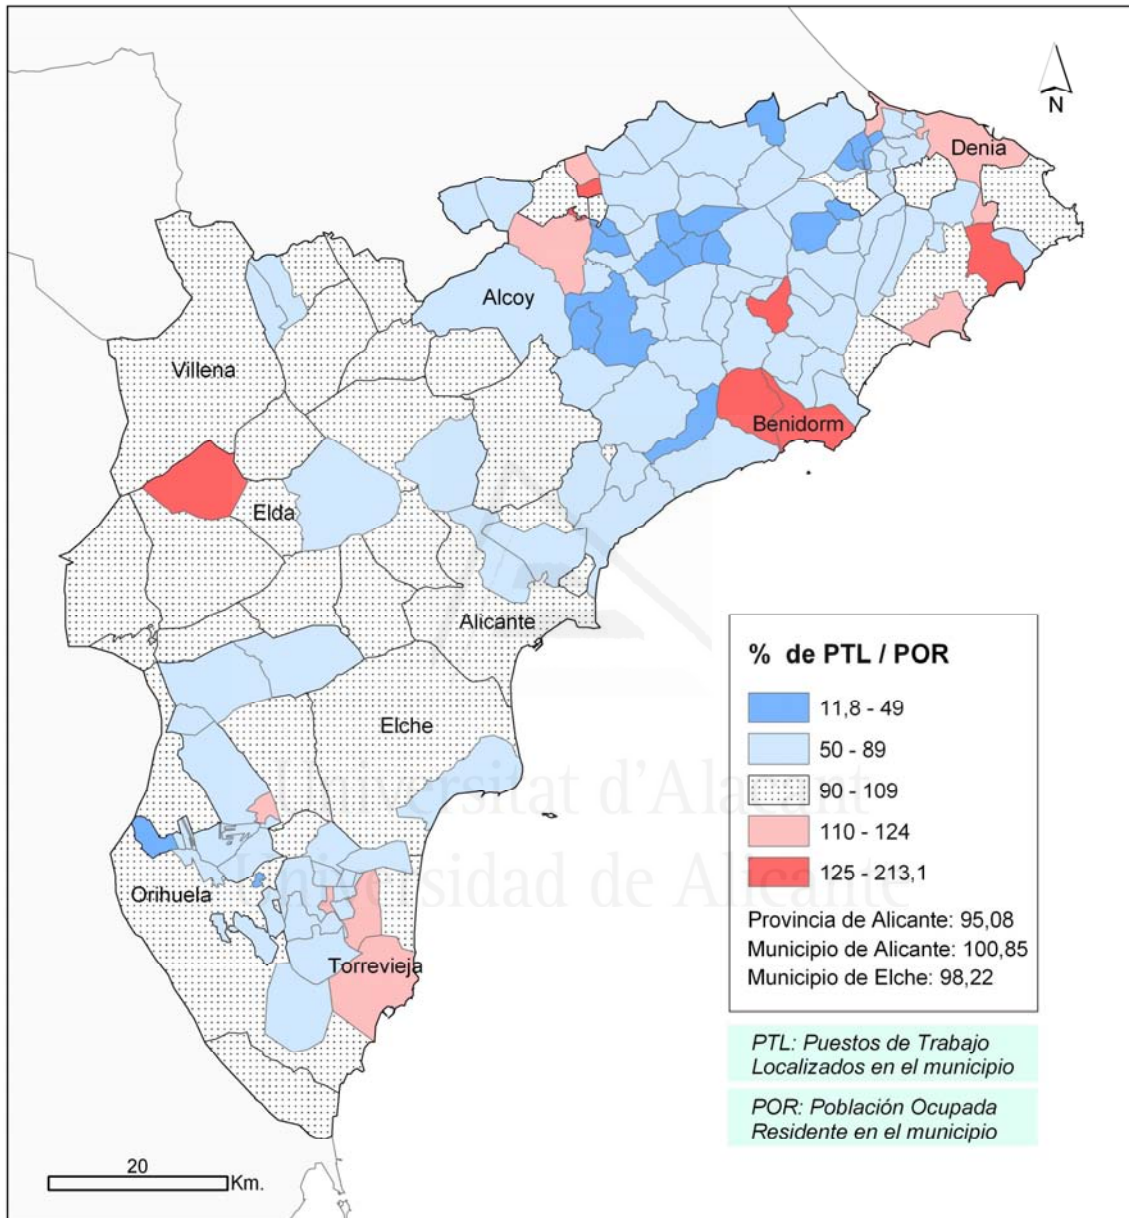 N
Denia
Alcoy
Villena
Benidorm
Elda
Alicante
Elche
Orihuela
Torrevieja
Universitat d'Alacant
Universidad de Alicante
% de PTL / POR
11,8 - 49
50 - 89
90 - 109
110 - 124
125 - 213,1
Provincia de Alicante: 95,08
Municipio de Alicante: 100,85
Municipio de Elche: 98,22
PTL: Puestos de Trabajo
Localizados en el municipio
POR: Población Ocupada
Residente en el municipio
20
Km.